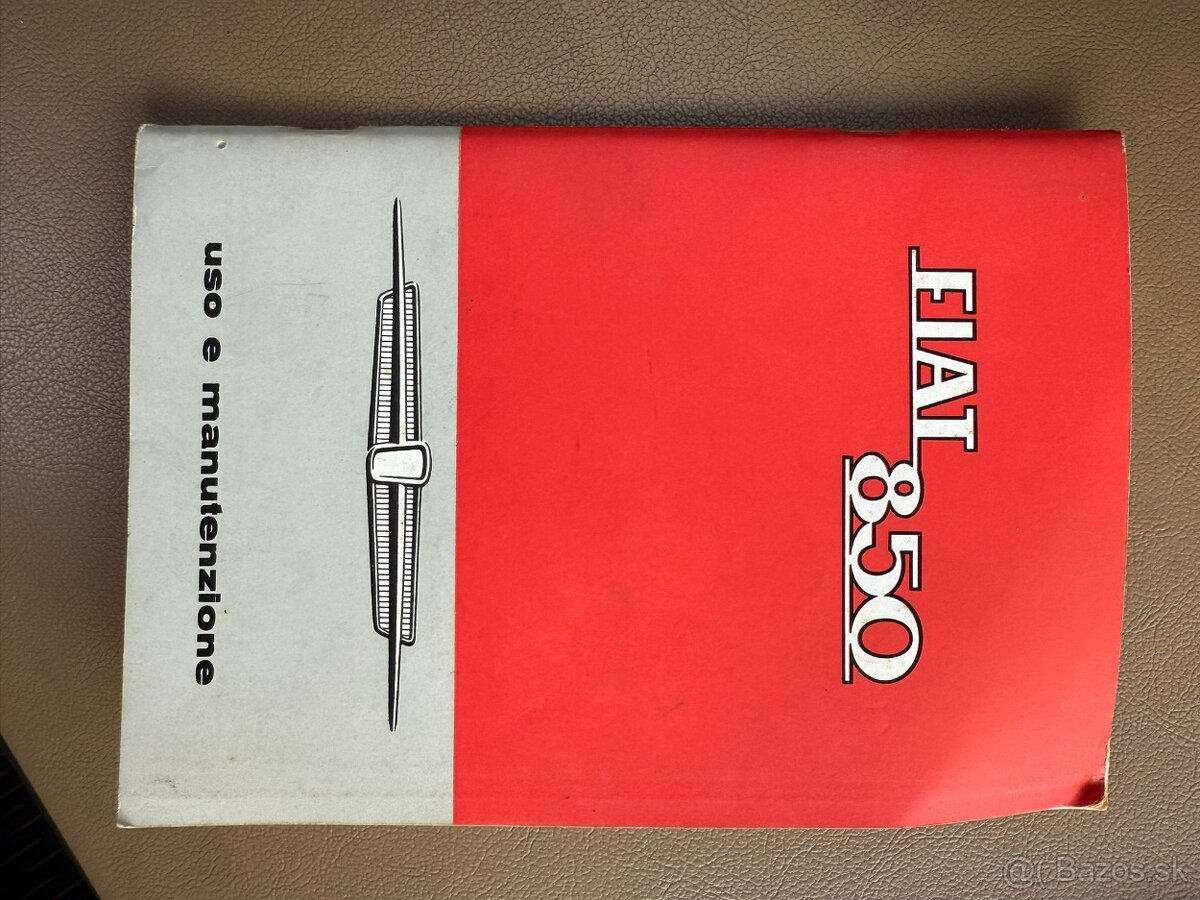 FIAT
850
uso e manutenzione
@( Bazos.sk